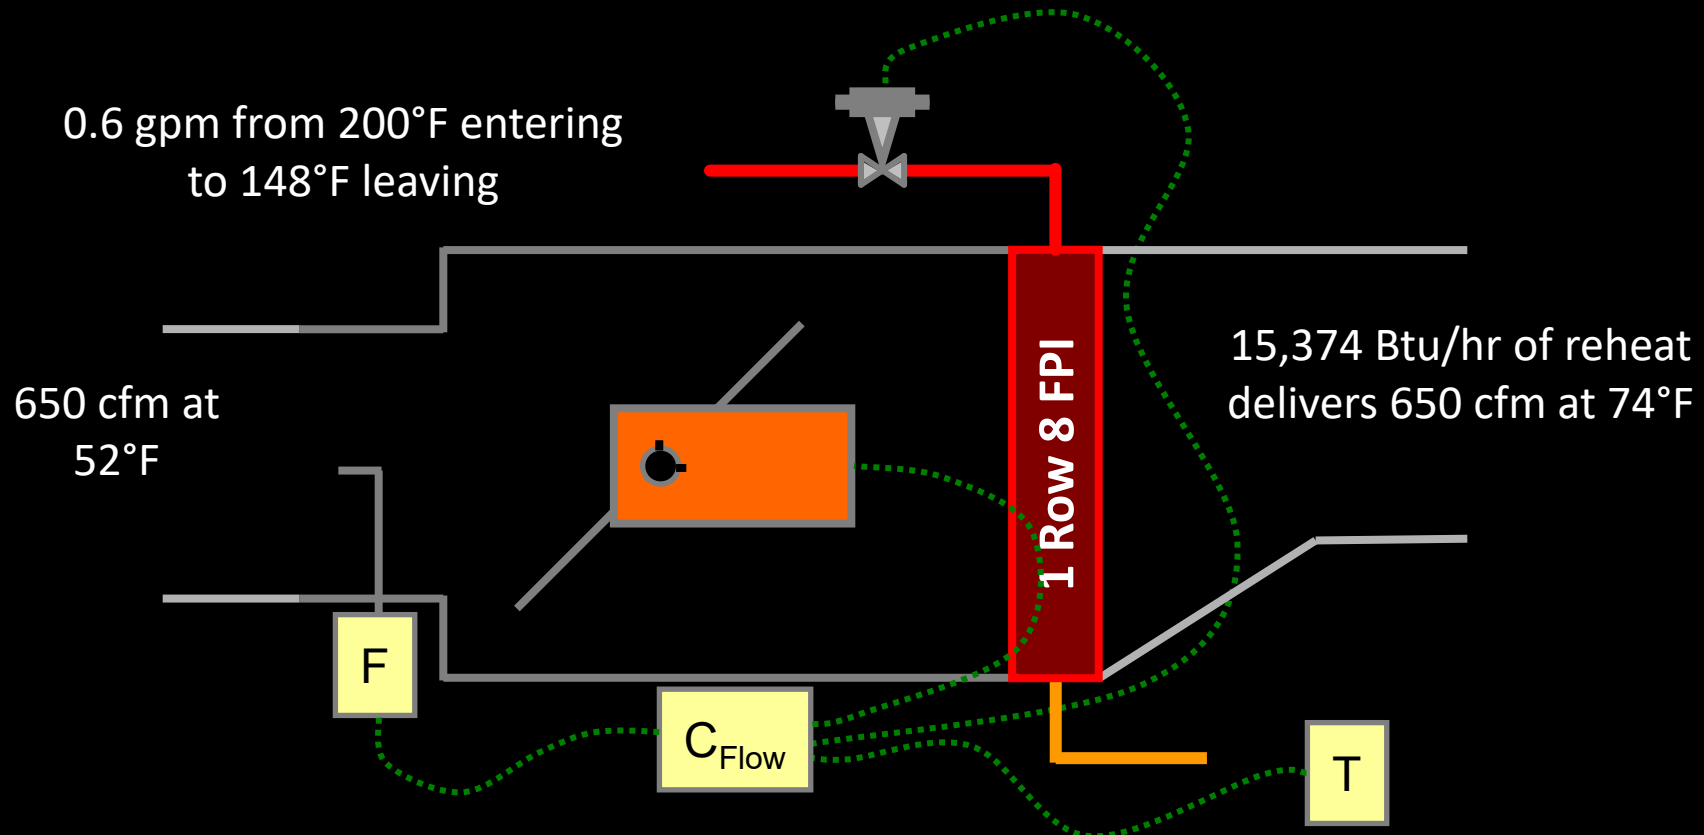 0.6 gpm from 200°F entering
to 148°F leaving
650 cfm at
52°F
1 Row 8 FPI
15,374 Btu/hr of reheat
delivers 650 cfm at 74°F
F
CFlow
T